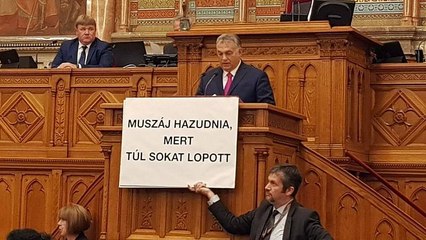 MUSZÁJ HAZUDNIA,
MERT
TÚL SOKAT LOPOTT